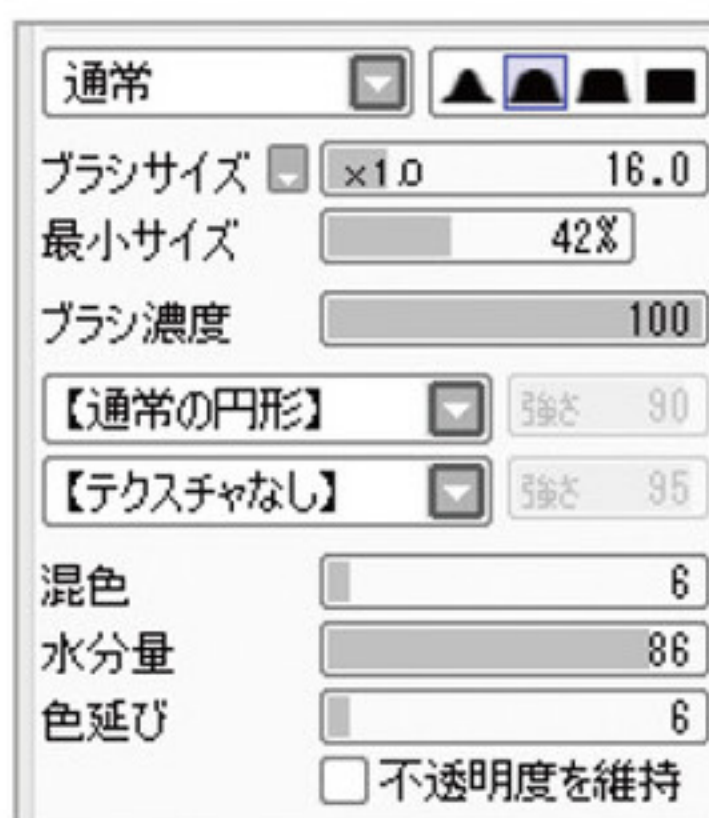 通常
ブラシサイズ ×1.0 16.0
最小サイズ 42%
ブラシ濃度 100
【通常の円形】 強さ 90
【テクスチャなし】 強さ 95
混色 6
水分量 86
色延び 6
不透明度を維持